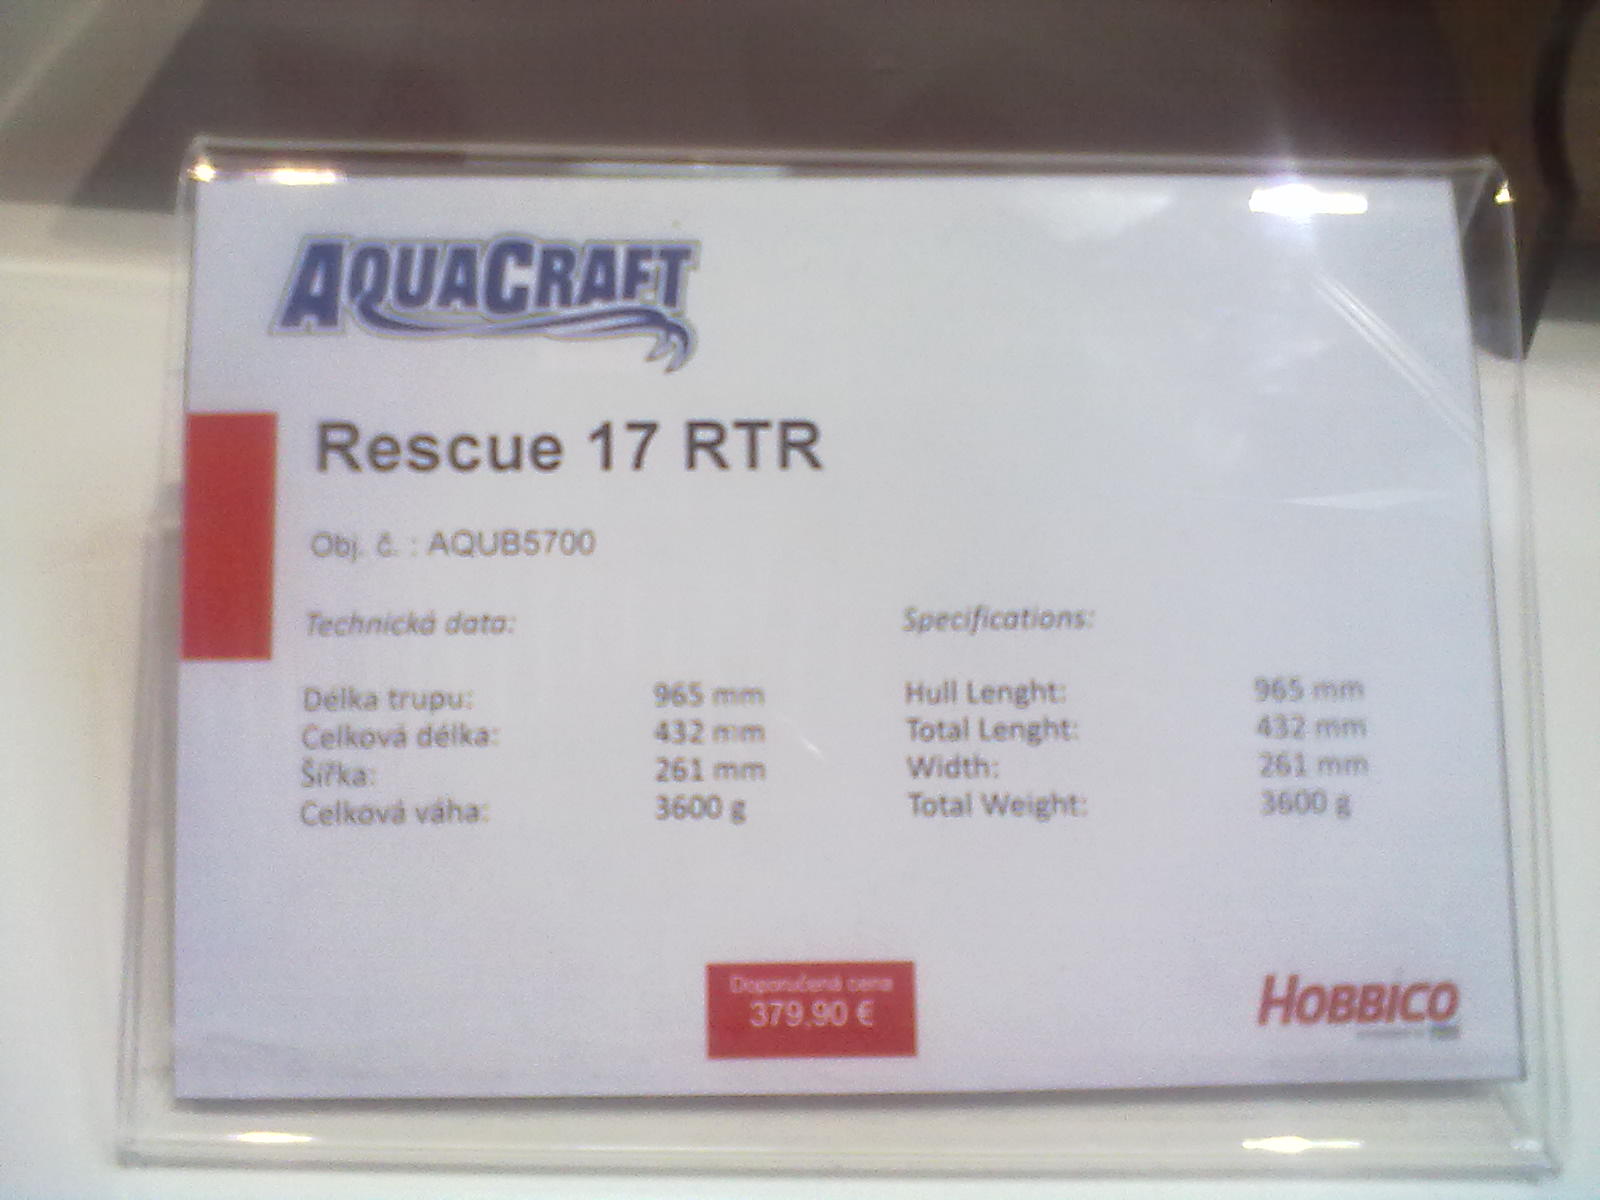 AQUACRAFT
Rescue 17 RTR
Obj. č. : AQUB5700
Technická data:
Délka trupu: 965 mm
Celková délka: 432 mm
Šířka: 261 mm
Celková váha: 3600 g
Specifications:
Hull Lenght: 965 mm
Total Lenght: 432 mm
Width: 261 mm
Total Weight: 3600 g
Doporučená cena
379,90 €
HOBBICO